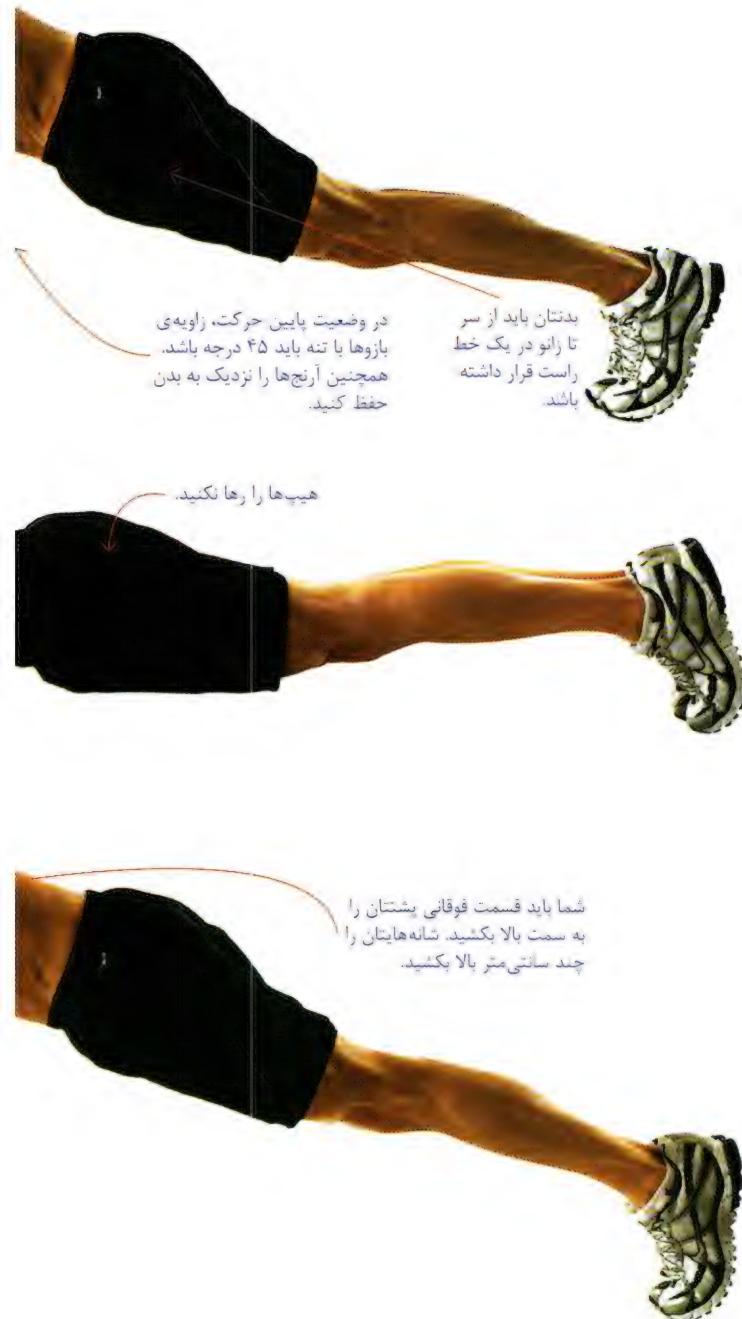 بدنتان باید از سر
تا زانو در یک خط
راست قرار داشته
باشد.
در وضعیت پایین حرکت، زاویه‌ی
بازوها با تنه باید ۴۵ درجه باشد.
همچنین آرنج‌ها را نزدیک به بدن
حفظ کنید.
هیپ‌ها را رها نکنید.
شما باید قسمت فوقانی پشتتان را
به سمت بالا بکشید. شانه‌هایتان را
چند سانتی‌متر بالا بکشید.